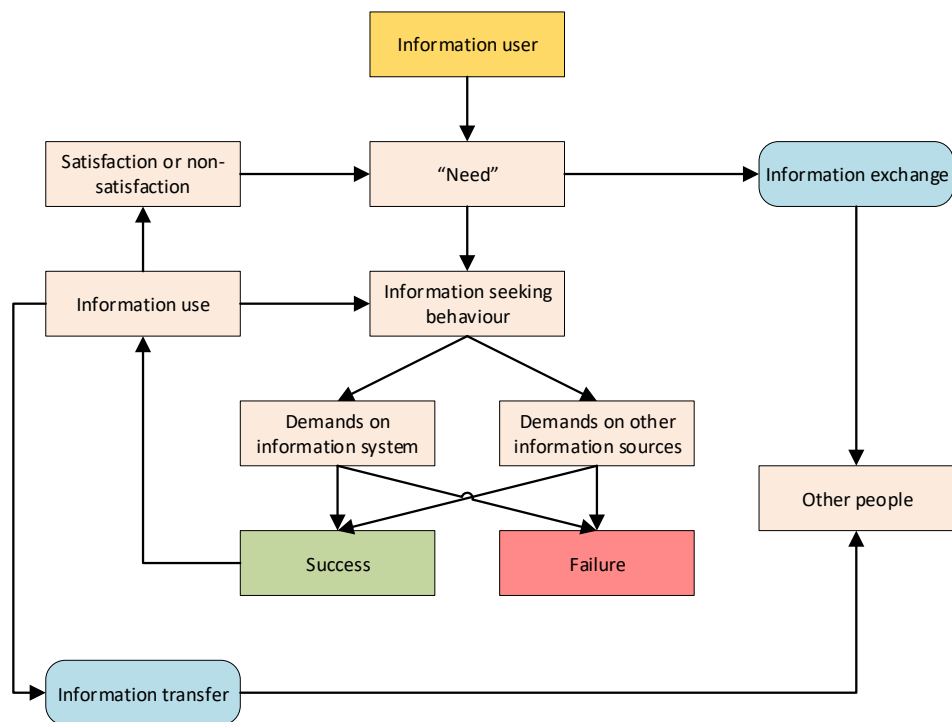 Information user
Satisfaction or non-
satisfaction
“Need”
Information exchange
Information use
Information seeking
behaviour
Demands on
information system
Demands on other
information sources
Other people
Success
Failure
Information transfer